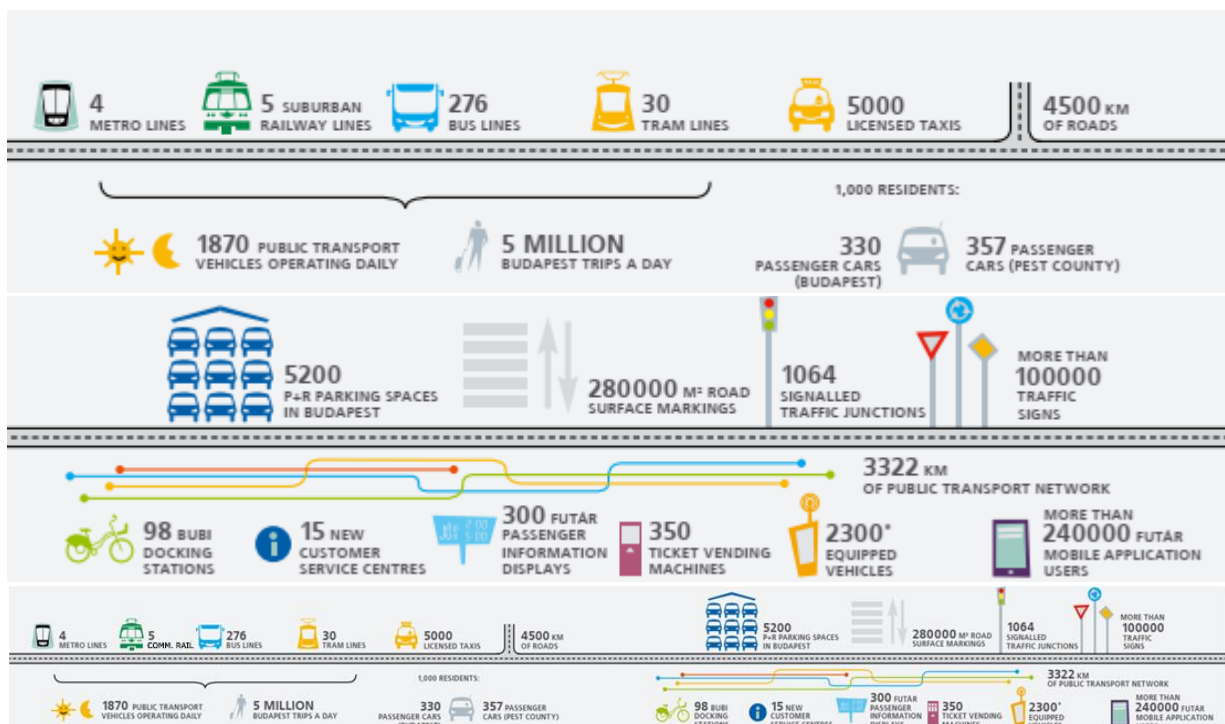 4
METRO LINES
5 SUBURBAN
RAILWAY LINES
276
BUS LINES
30
TRAM LINES
5000
LICENSED TAXIS
4500 KM
OF ROADS
1870 PUBLIC TRANSPORT
VEHICLES OPERATING DAILY
5 MILLION
BUDAPEST TRIPS A DAY
1,000 RESIDENTS:
330
PASSENGER CARS
(BUDAPEST)
357 PASSENGER
CARS (PEST COUNTY)
5200
P+R PARKING SPACES
IN BUDAPEST
280000 M² ROAD
SURFACE MARKINGS
1064
SIGNALLED
TRAFFIC JUNCTIONS
MORE THAN
100000
TRAFFIC
SIGNS
3322 KM
OF PUBLIC TRANSPORT NETWORK
98 BUBI
DOCKING
STATIONS
15 NEW
CUSTOMER
SERVICE CENTRES
300 FUTÁR
PASSENGER
INFORMATION
DISPLAYS
350
TICKET VENDING
MACHINES
2300*
EQUIPPED
VEHICLES
MORE THAN
240000 FUTÁR
MOBILE APPLICATION
USERS
4
METRO LINES
5
COMM. RAIL
276
BUS LINES
30
TRAM LINES
5000
LICENSED TAXIS
4500 KM
OF ROADS
5200
P+R PARKING SPACES
IN BUDAPEST
280000 M² ROAD
SURFACE MARKINGS
1064
SIGNALLED
TRAFFIC JUNCTIONS
MORE THAN
100000
TRAFFIC
SIGNS
1870 PUBLIC TRANSPORT
VEHICLES OPERATING DAILY
5 MILLION
BUDAPEST TRIPS A DAY
1,000 RESIDENTS:
330
PASSENGER CARS
357 PASSENGER
CARS (PEST COUNTY)
3322 KM
OF PUBLIC TRANSPORT NETWORK
98 BUBI
DOCKING
15 NEW
CUSTOMER
300 FUTÁR
PASSENGER
INFORMATION
350
TICKET VENDING
2300*
EQUIPPED
MORE THAN
240000 FUTÁR
MOBILE APPLICATION